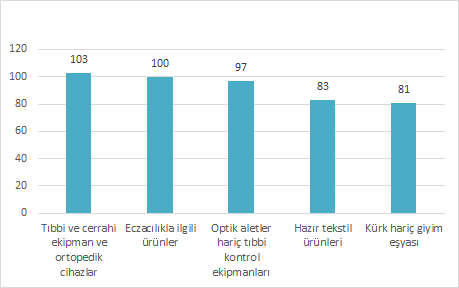 120
100
80
60
40
20
0
103
100
97
83
81
Tıbbi ve cerrahi
ekipman ve
ortopedik
cihazlar
Eczacılıkla ilgili
ürünler
Optik aletler
hariç tıbbi
kontrol
ekipmanları
Hazır tekstil
ürünleri
Kürk hariç giyim
eşyası